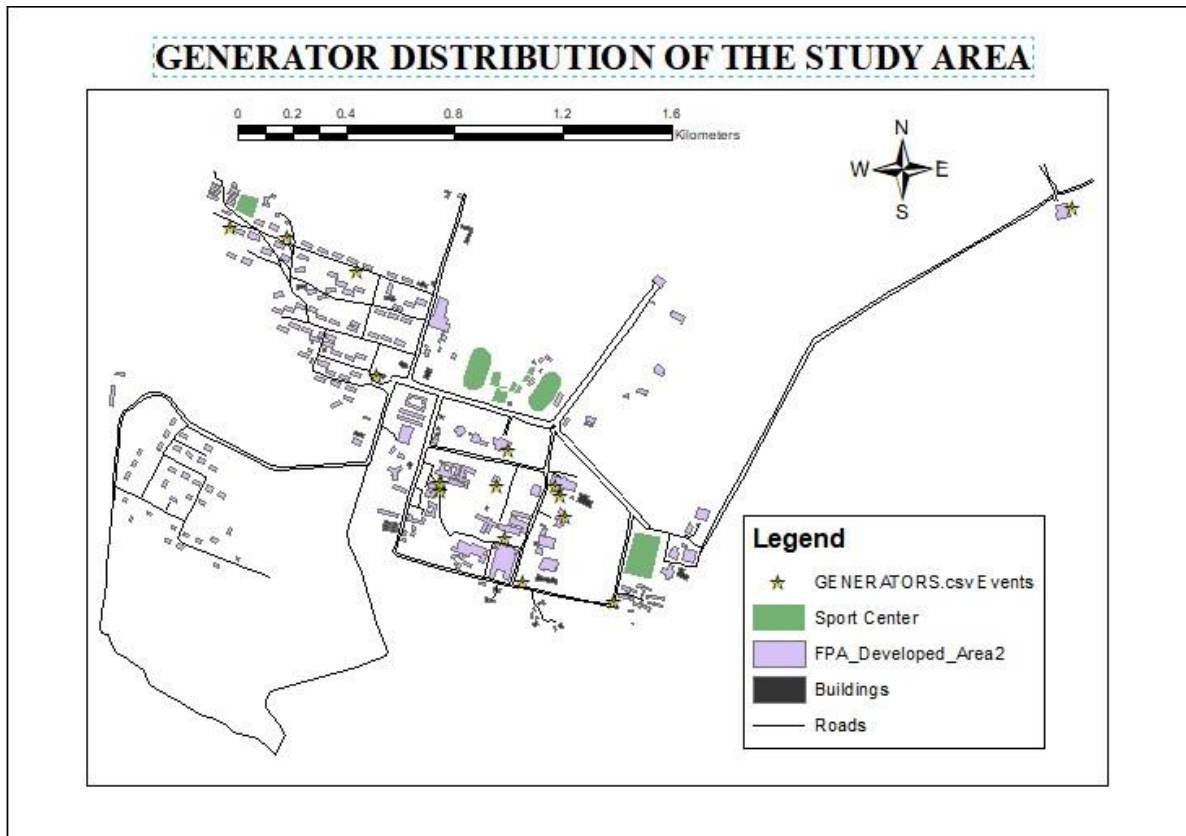 GENERATOR DISTRIBUTION OF THE STUDY AREA
0 0.2 0.4 0.8 1.2 1.6
Kilometers
N
W E
S
Legend
GENERATORS.csv Events
Sport Center
FPA_Developed_Area2
Buildings
Roads